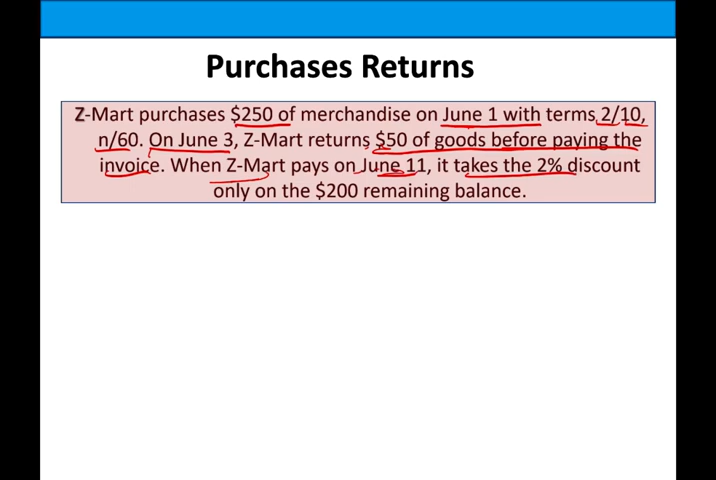 Purchases Returns
Z-Mart purchases $250 of merchandise on June 1 with terms 2/10,
n/60. On June 3, Z-Mart returns $50 of goods before paying the
invoice. When Z-Mart pays on June 11, it takes the 2% discount
only on the $200 remaining balance.